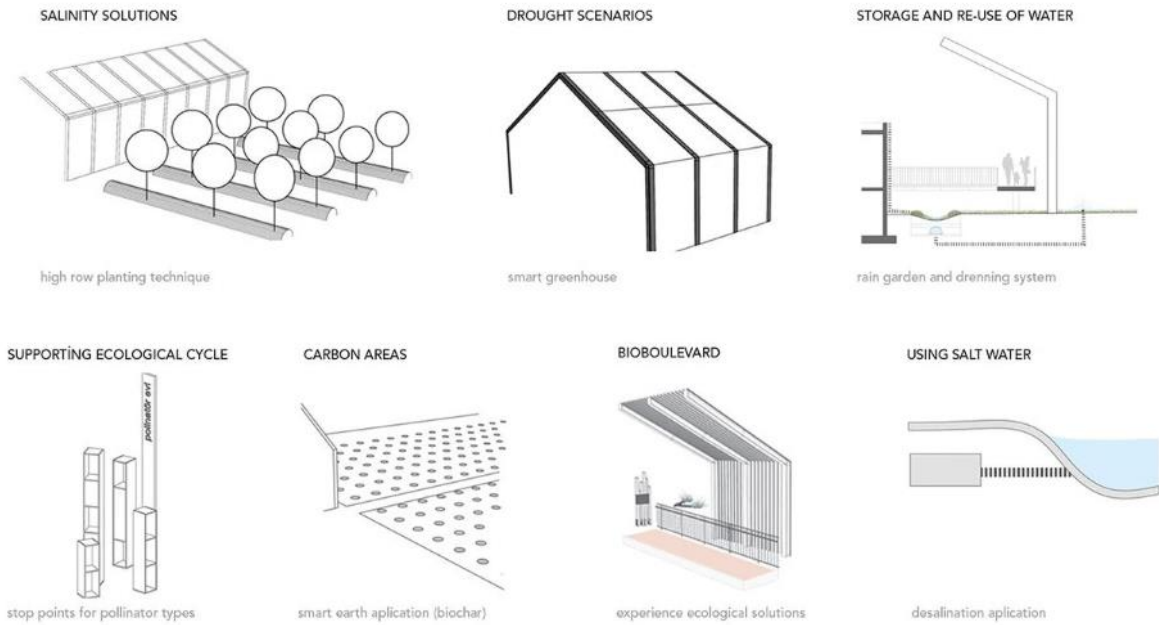 SALINITY SOLUTIONS
DROUGHT SCENARIOS
STORAGE AND RE-USE OF WATER
high row planting technique
smart greenhouse
rain garden and drenning system
SUPPORTİNG ECOLOGICAL CYCLE
CARBON AREAS
BIOBOULEVARD
USING SALT WATER
polinatör evi
stop points for pollinator types
smart earth aplication (biochar)
experience ecological solutions
desalination aplication